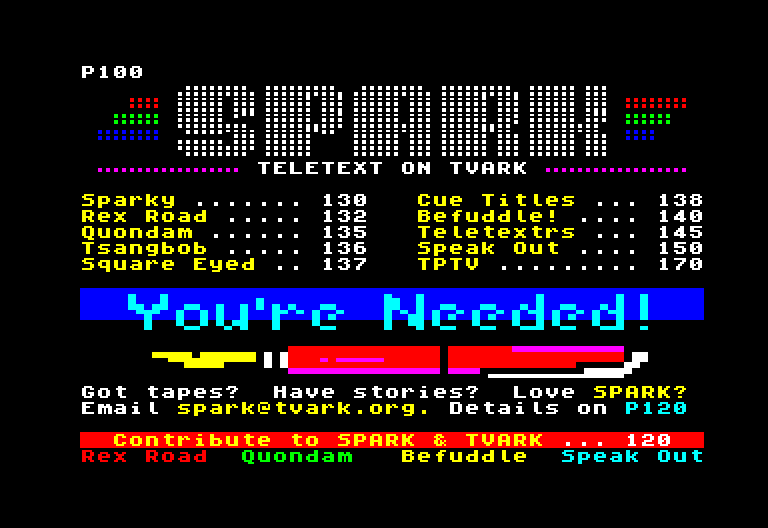 P100
SPARK
TELETEXT ON TVARK
Sparky ....... 130 Cue Titles ... 138
Rex Road ..... 132 Befuddle! .... 140
Quondam ...... 135 Teletextrs ... 145
Tsangbob ..... 136 Speak Out .... 150
Square Eyed .. 137 TPTV ......... 170
You're Needed!
Got tapes? Have stories? Love SPARK?
Email spark@tvark.org. Details on P120
Contribute to SPARK & TVARK ... 120
Rex Road Quondam Befuddle Speak Out